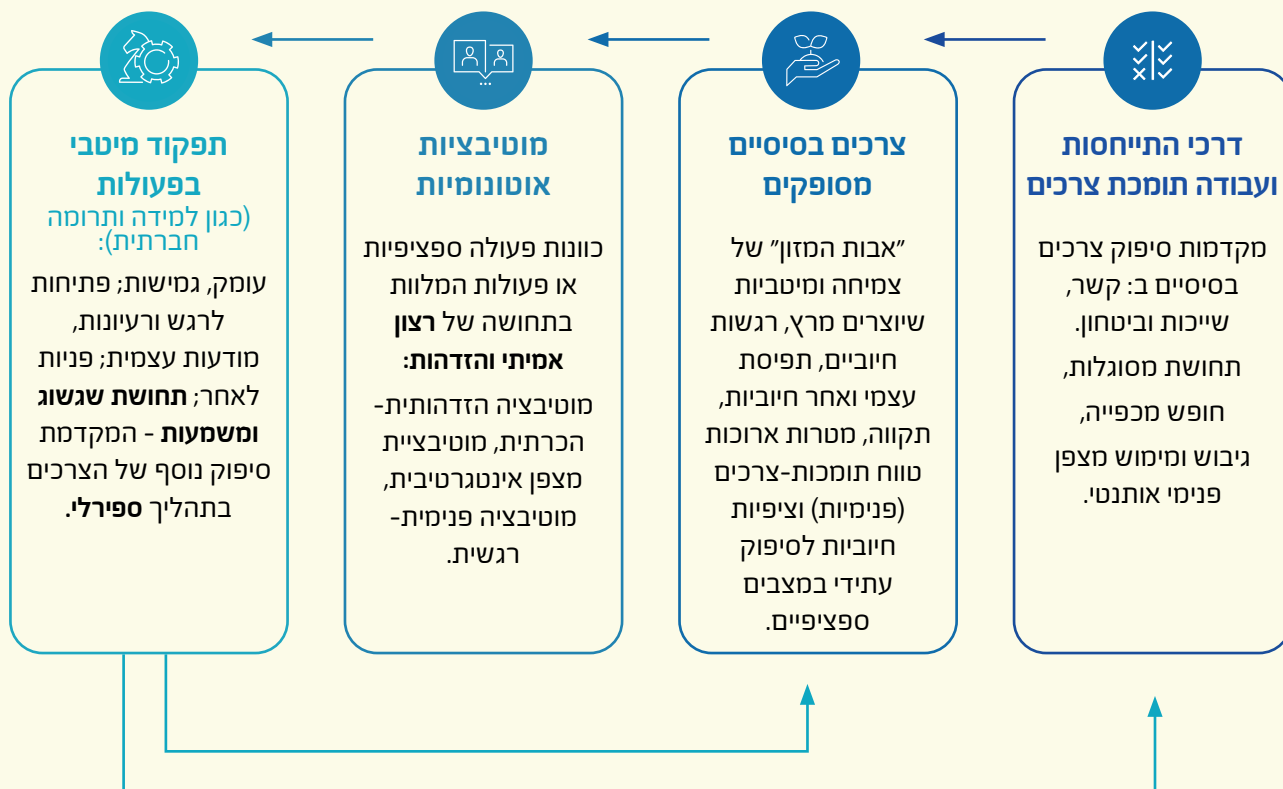 דרכי התייחסות
ועבודה תומכת צרכים
מקדמות סיפוק צרכים
בסיסיים ב: קשר,
שייכות וביטחון.
תחושת מסוגלות,
חופש מכפייה,
גיבוש ומימוש מצפן
פנימי אותנטי.
צרכים בסיסיים
מסופקים
"אבות המזון" של
צמיחה ומיטביות
שיוצרים מרץ, רגשות
חיוביים, תפיסת
עצמי ואחר חיוביות,
תקווה, מטרות ארוכות
טווח תומכות-צרכים
(פנימיות) וציפיות
חיוביות לסיפוק
עתידי במצבים
ספציפיים.
מוטיבציות
אוטונומיות
כוונות פעולה ספציפיות
או פעולות המלוות
בתחושה של רצון
אמיתי והזדהות:
מוטיבציה הזדהותית-
הכרתית, מוטיבציית
מצפן אינטגרטיבית,
מוטיבציה פנימית-
רגשית.
תפקוד מיטבי
בפעולות
(כגון למידה ותרומה
חברתית):
עומק, גמישות; פתיחות
לרגש ורעיונות,
מודעות עצמית; פניות
לאחר; תחושת שגשוג
ומשמעות - המקדמת
סיפוק נוסף של הצרכים
בתהליך ספירלי.